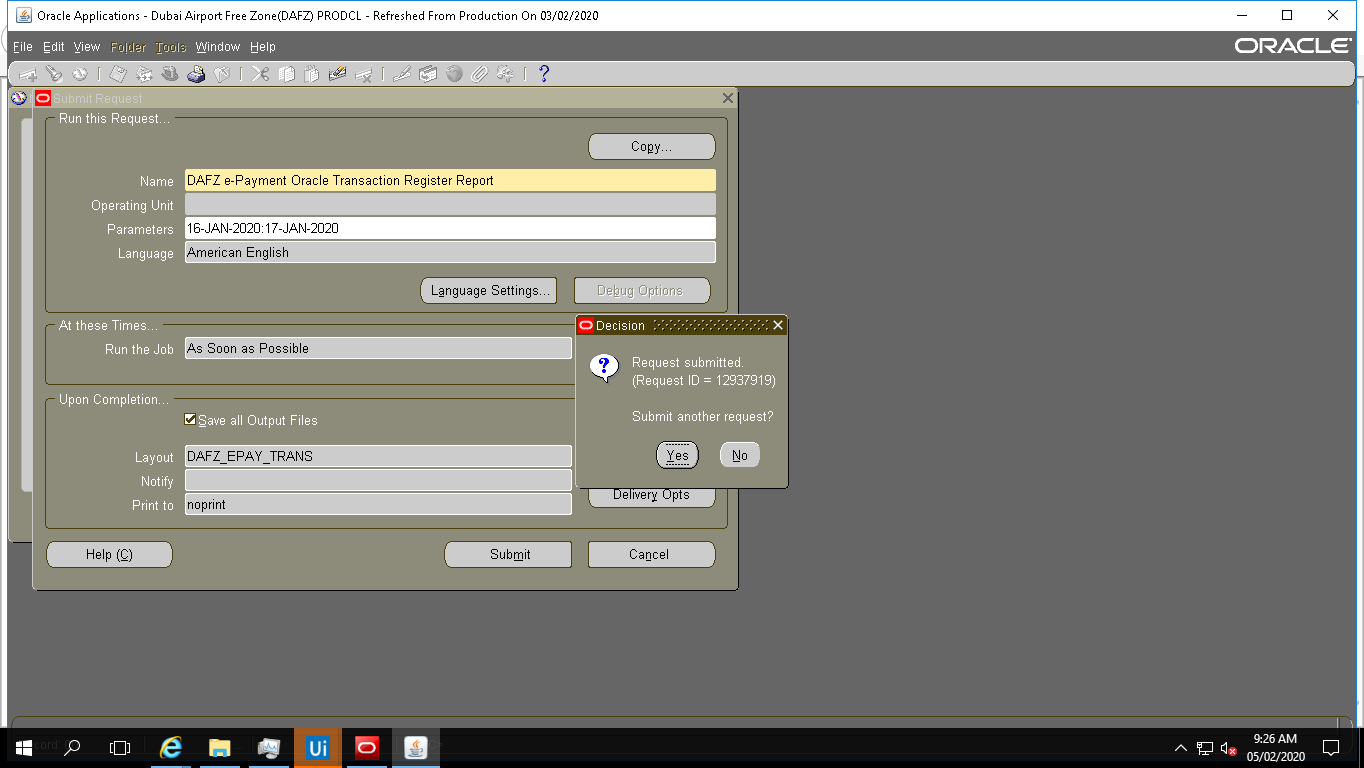 Oracle Applications - Dubai Airport Free Zone(DAFZ) PRODCL - Refreshed From Production On 03/02/2020
File Edit View Folder Tools Window Help
ORACLE
Submit Request
Run this Request...
Copy...
Name DAFZ e-Payment Oracle Transaction Register Report
Operating Unit
Parameters 16-JAN-2020:17-JAN-2020
Language American English
Language Settings... Debug Options
At these Times...
Run the Job As Soon as Possible
Decision
Request submitted.
(Request ID = 12937919)
Submit another request?
Yes No
Upon Completion...
Save all Output Files
Layout DAFZ_EPAY_TRANS
Notify
Print to noprint
Delivery Opts
Help (C) Submit Cancel
Ui
9:26 AM
05/02/2020